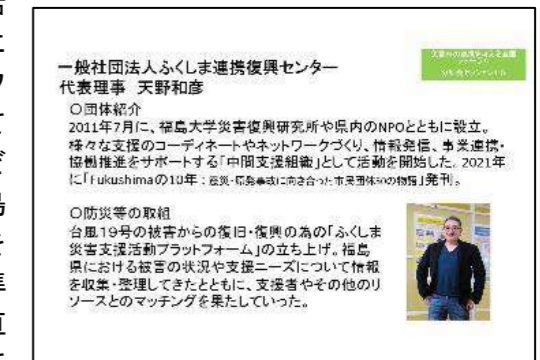 一般社団法人ふくしま連携復興センター
代表理事 天野和彦
○団体紹介
2011年7月に、福島大学災害復興研究所や県内のNPOとともに設立。
様々な支援のコーディネートやネットワークづくり、情報発信、事業連携・
協働推進をサポートする「中間支援組織」として活動を開始した。2021年
に「Fukushimaの10年：震災・原発事故に向き合った市民団体30の物語」発刊。
○防災等の取組
台風19号の被害からの復旧・復興の為の「ふくしま
災害支援活動プラットフォーム」の立ち上げ。福島
県における被害の状況や支援ニーズについて情報
を収集・整理してきたとともに、支援者やその他のリ
ソースとのマッチングを果たしていった。